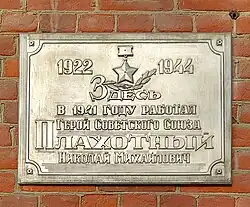 1922 1944
Здесь
в 1941 году работал
Герой Советского Союза
Плахотный
Николай Михайлович